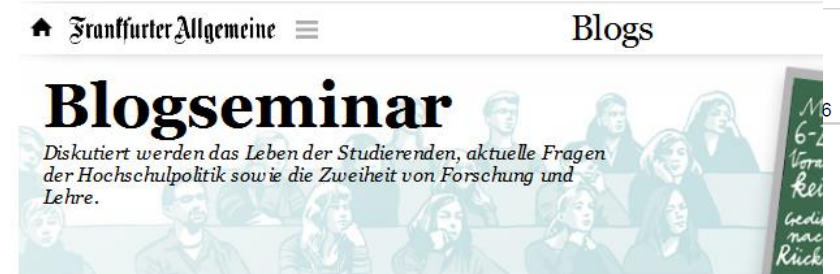 Frankfurter Allgemeine
Blogs
Blogseminar
Diskutiert werden das Leben der Studierenden, aktuelle Fragen
der Hochschulpolitik sowie die Zweiheit von Forschung und
Lehre.
6